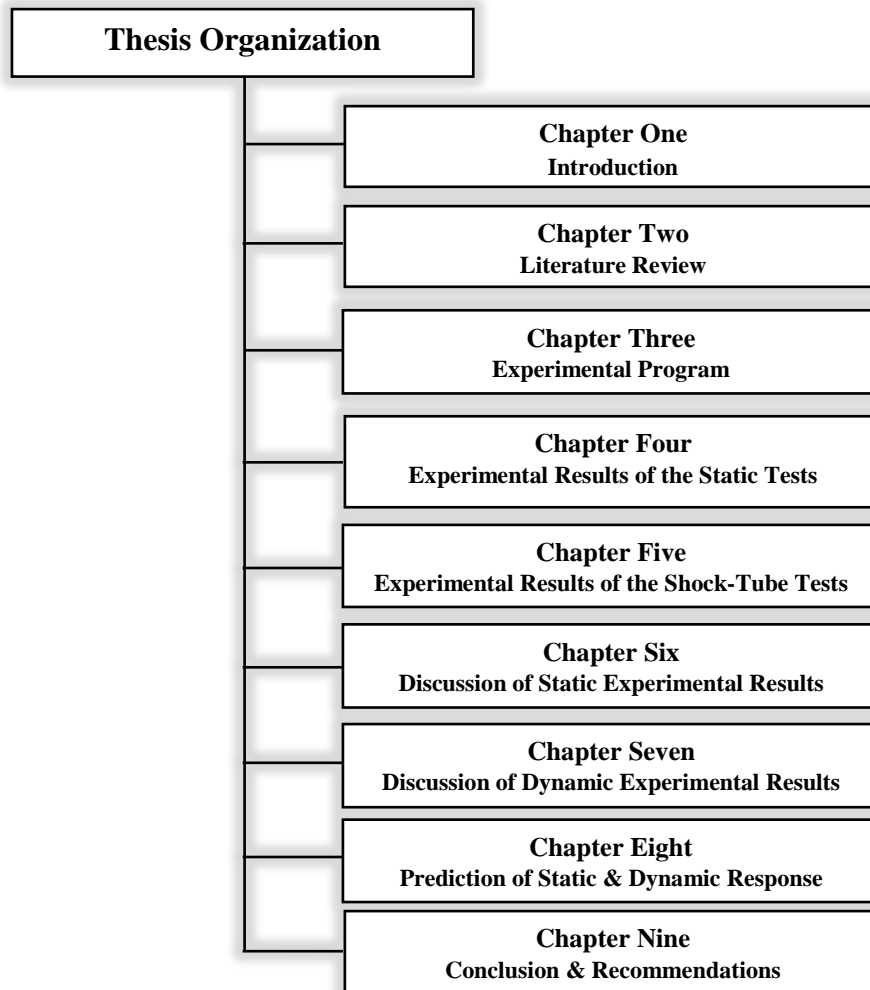 Thesis Organization
Chapter One
Introduction
Chapter Two
Literature Review
Chapter Three
Experimental Program
Chapter Four
Experimental Results of the Static Tests
Chapter Five
Experimental Results of the Shock-Tube Tests
Chapter Six
Discussion of Static Experimental Results
Chapter Seven
Discussion of Dynamic Experimental Results
Chapter Eight
Prediction of Static & Dynamic Response
Chapter Nine
Conclusion & Recommendations